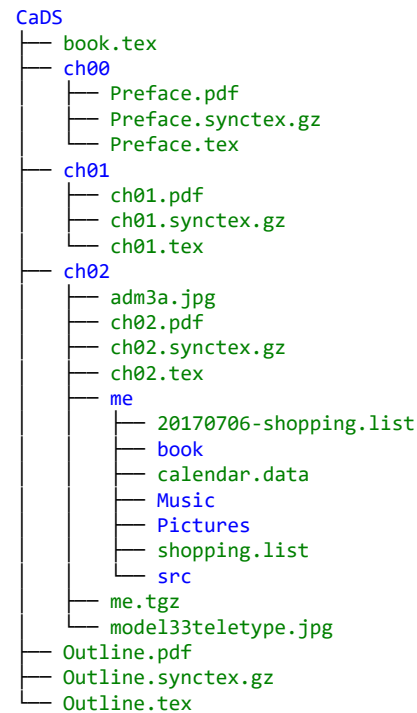 CaDS
├── book.tex
├── ch00
│   ├── Preface.pdf
│   ├── Preface.synctex.gz
│   └── Preface.tex
├── ch01
│   ├── ch01.pdf
│   ├── ch01.synctex.gz
│   └── ch01.tex
├── ch02
│   ├── adm3a.jpg
│   ├── ch02.pdf
│   ├── ch02.synctex.gz
│   ├── ch02.tex
│   ├── me
│   │   ├── 20170706-shopping.list
│   │   ├── book
│   │   ├── calendar.data
│   │   ├── Music
│   │   ├── Pictures
│   │   ├── shopping.list
│   │   └── src
│   ├── me.tgz
│   └── model33teletype.jpg
├── Outline.pdf
├── Outline.synctex.gz
└── Outline.tex